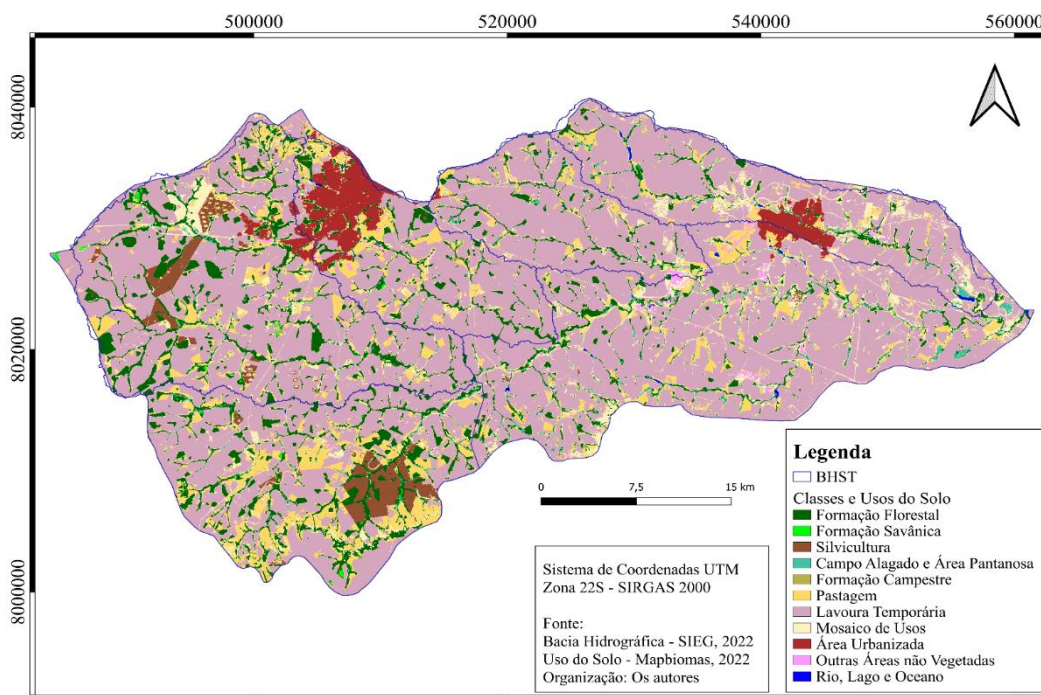 500000
520000
540000
560000
8040000
8020000
8000000
0
7,5
15 km
Sistema de Coordenadas UTM
Zona 22S - SIRGAS 2000
Fonte:
Bacia Hidrográfica - SIEG, 2022
Uso do Solo - Mapbiomas, 2022
Organização: Os autores
Legenda
BHST
Classes e Usos do Solo
Formação Florestal
Formação Savânica
Silvicultura
Campo Alagado e Área Pantanosa
Formação Campestre
Pastagem
Lavoura Temporária
Mosaico de Usos
Área Urbanizada
Outras Áreas não Vegetadas
Rio, Lago e Oceano